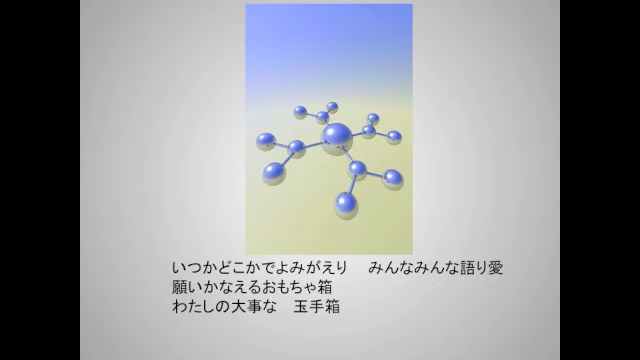 いつかどこかでよみがえり　みんなみんな語り愛
願いかなえるおもちゃ箱
わたしの大事な　玉手箱